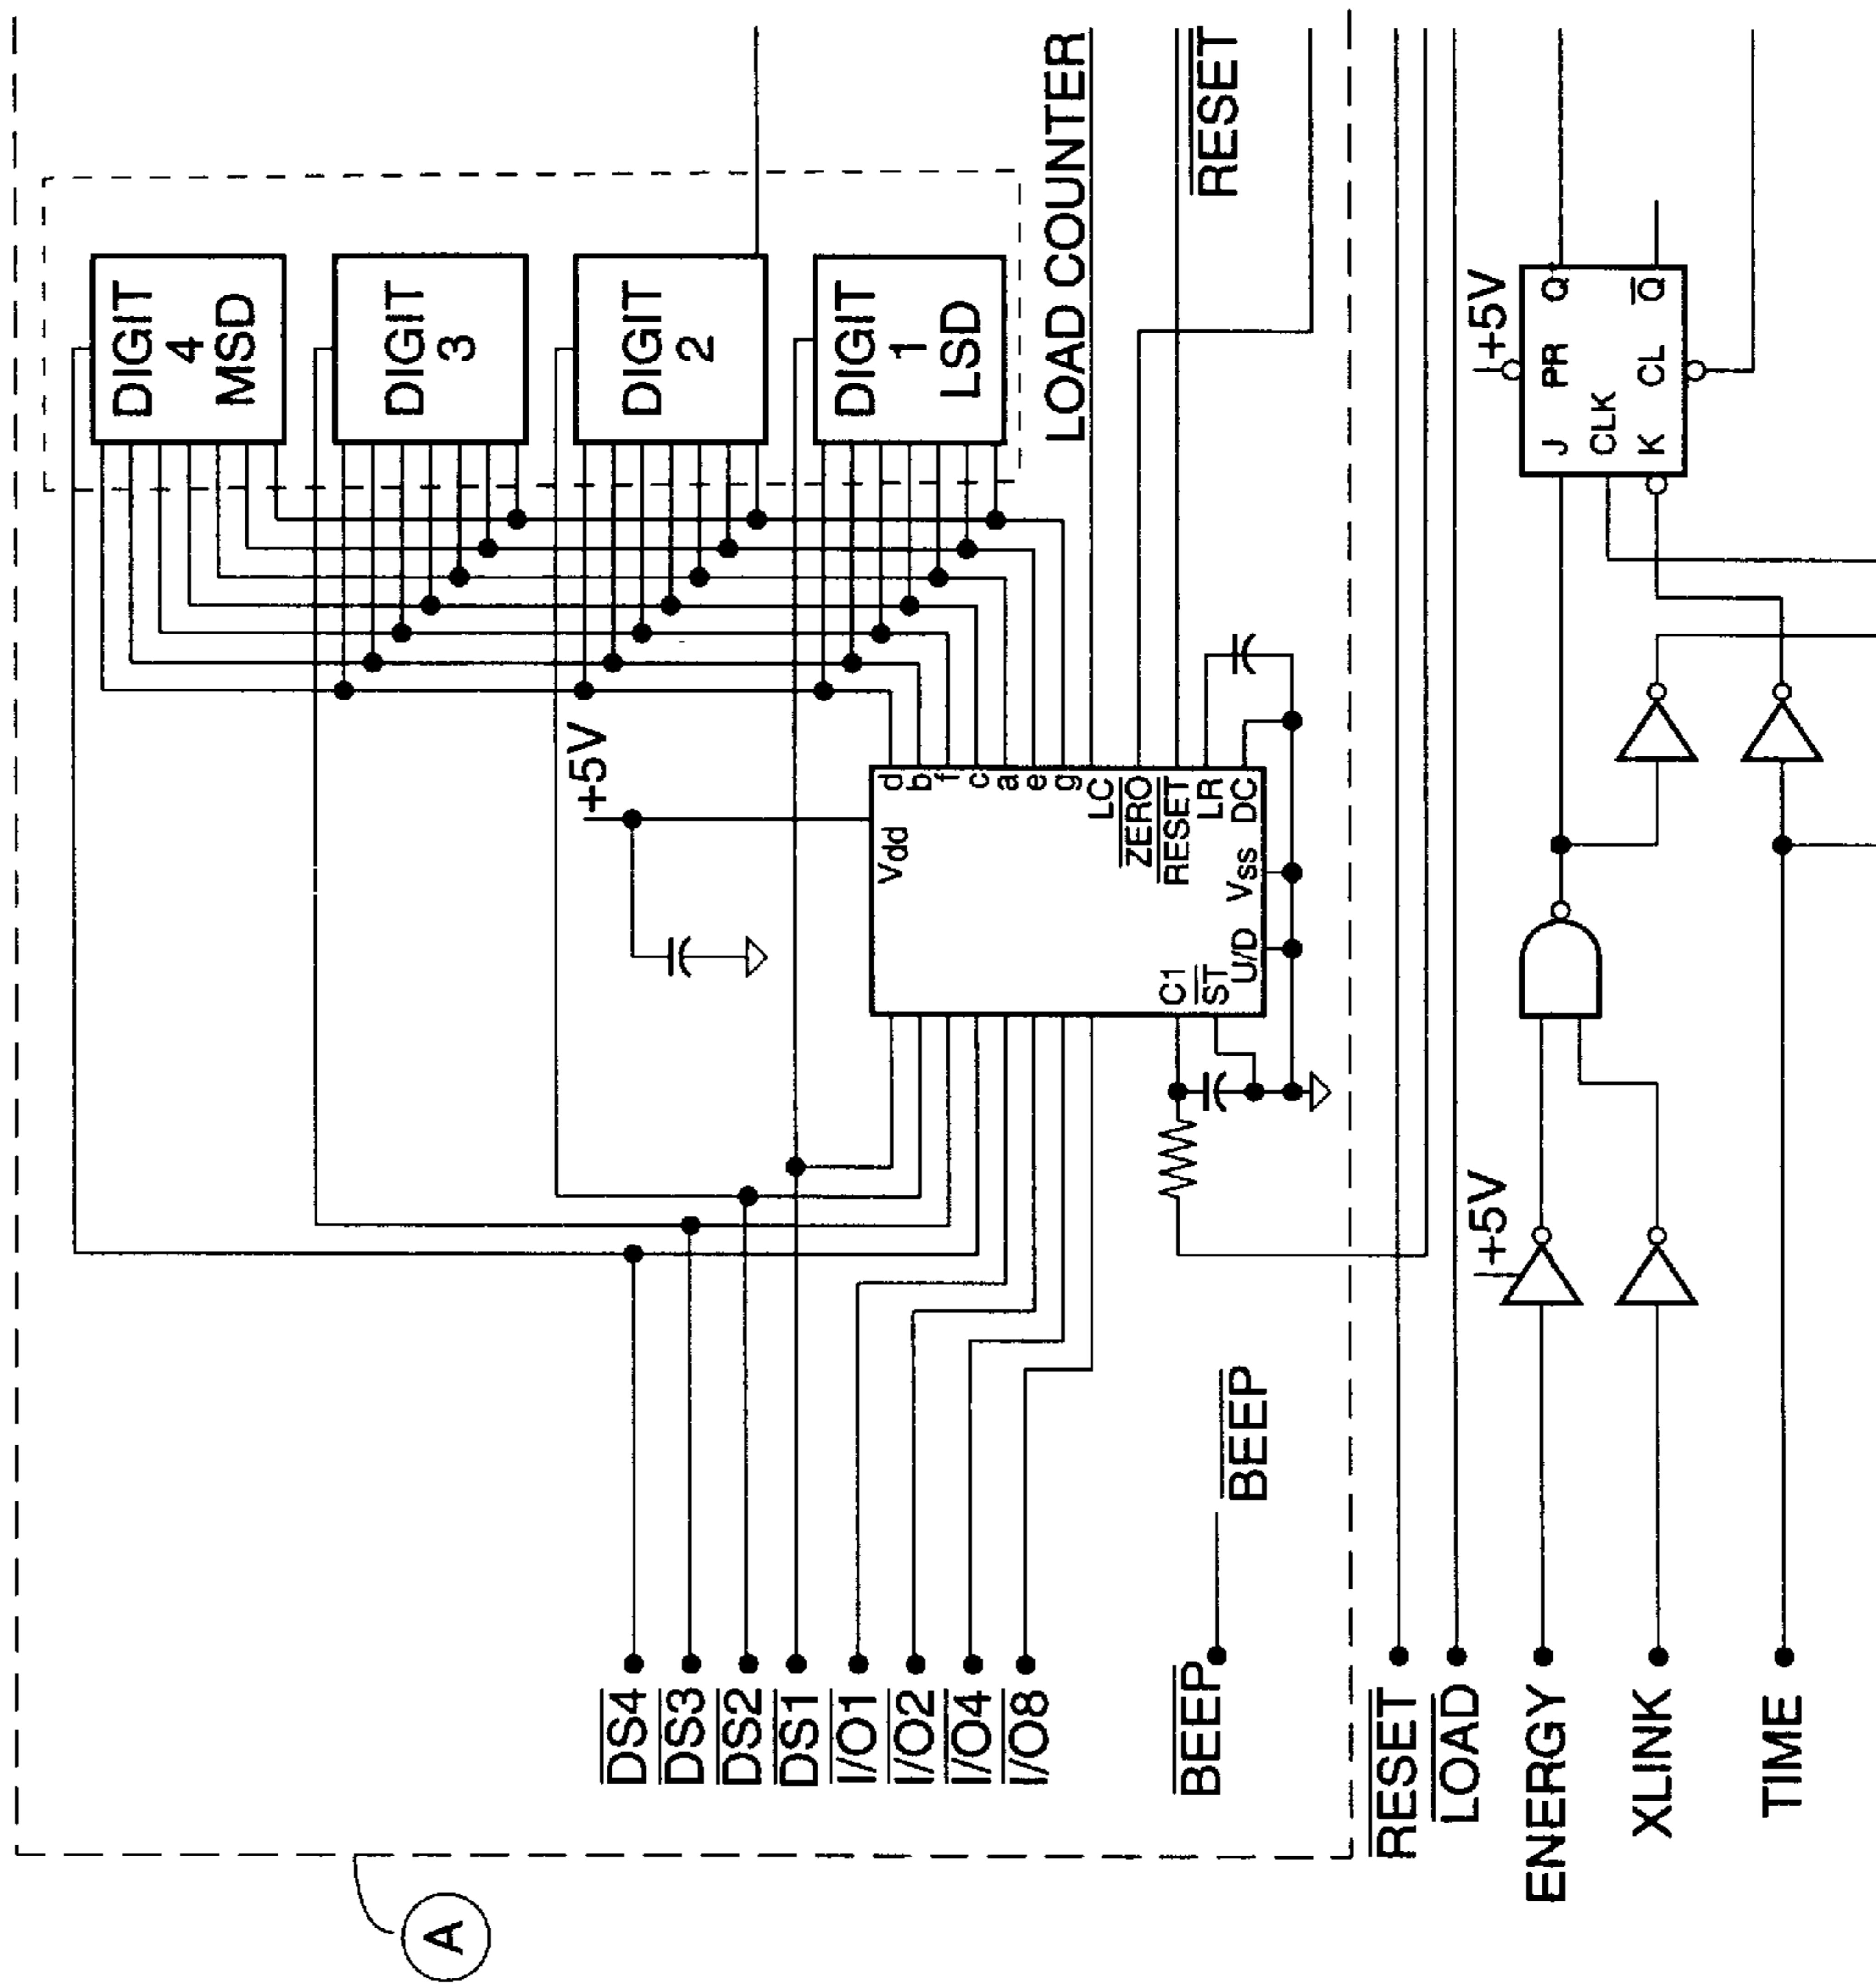 DIGIT
4
MSD
DIGIT
3
DIGIT
2
DIGIT
1
LSD
LOAD COUNTER
RESET
+5V
Vdd
d
b
f
c
a
e
g
LC
ZERO
RESET
LR
DC
Vss
U/D
C1
ST
DS4
DS3
DS2
DS1
I/O1
I/O2
I/O4
I/O8
BEEP
BEEP
A
RESET
LOAD
ENERGY
XLINK
TIME
+5V
+5V
J
PR
Q
CLK
K
CL
Q